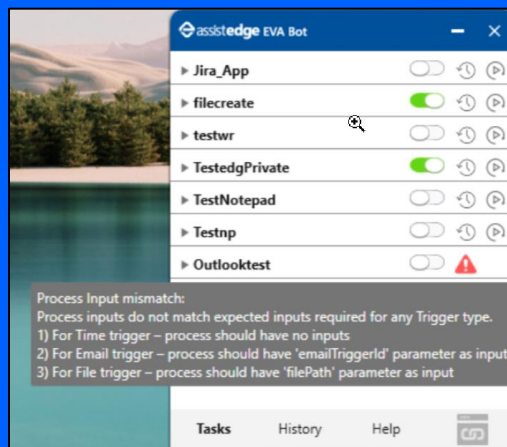 assistedge EVA Bot
Jira_App
filecreate
testwr
TestedgPrivate
TestNotepad
Testnp
Outlooktest
Process Input mismatch:
Process inputs do not match expected inputs required for any Trigger type.
1) For Time trigger – process should have no inputs
2) For Email trigger – process should have 'emailTriggerId' parameter as input
3) For File trigger – process should have 'filePath' parameter as input
Tasks History Help